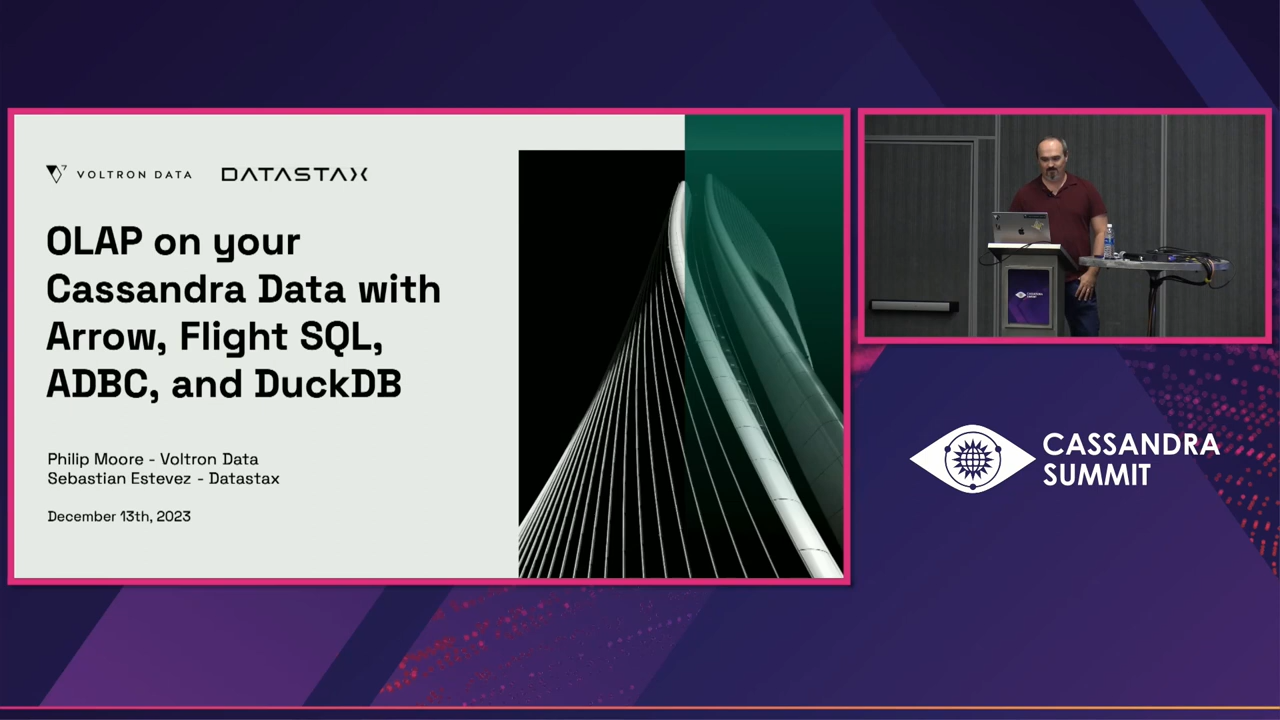 VOLTRON DATA
DATASTAX
OLAP on your
Cassandra Data with
Arrow, Flight SQL,
ADBC, and DuckDB
Philip Moore - Voltron Data
Sebastian Estevez - Datastax
December 13th, 2023
CASSANDRA
SUMMIT